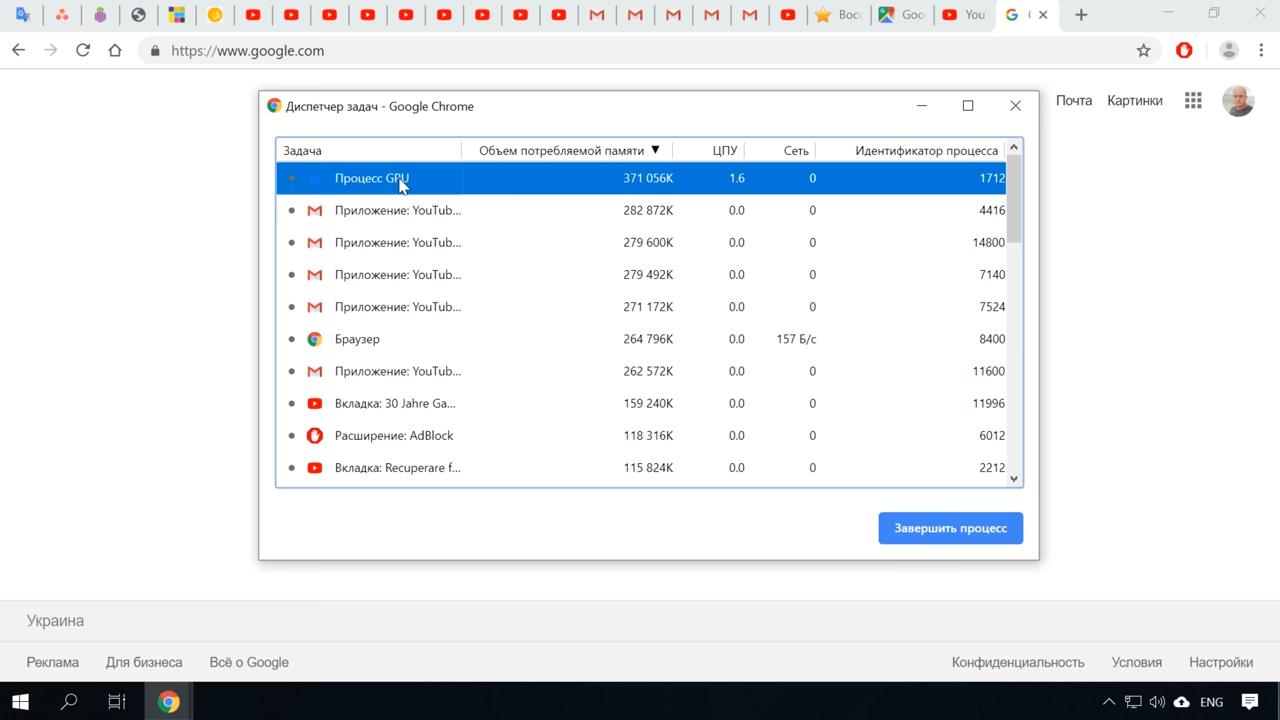 Восс
Goo
You
G
https://www.google.com
Почта
Картинки
Диспетчер задач - Google Chrome
Задача Объем потребляемой памяти ▼ ЦПУ Сеть Идентификатор процесса
Процесс GPU 371 056K 1.6 0 1712
Приложение: YouTub... 282 872K 0.0 0 4416
Приложение: YouTub... 279 600K 0.0 0 14800
Приложение: YouTub... 279 492K 0.0 0 7140
Приложение: YouTub... 271 172K 0.0 0 7524
Браузер 264 796K 0.0 157 Б/с 8400
Приложение: YouTub... 262 572K 0.0 0 11600
Вкладка: 30 Jahre Ga... 159 240K 0.0 0 11996
Расширение: AdBlock 118 316K 0.0 0 6012
Вкладка: Recuperare f... 115 824K 0.0 0 2212
Завершить процесс
Украина
Реклама Для бизнеса Всё о Google Конфиденциальность Условия Настройки
ENG